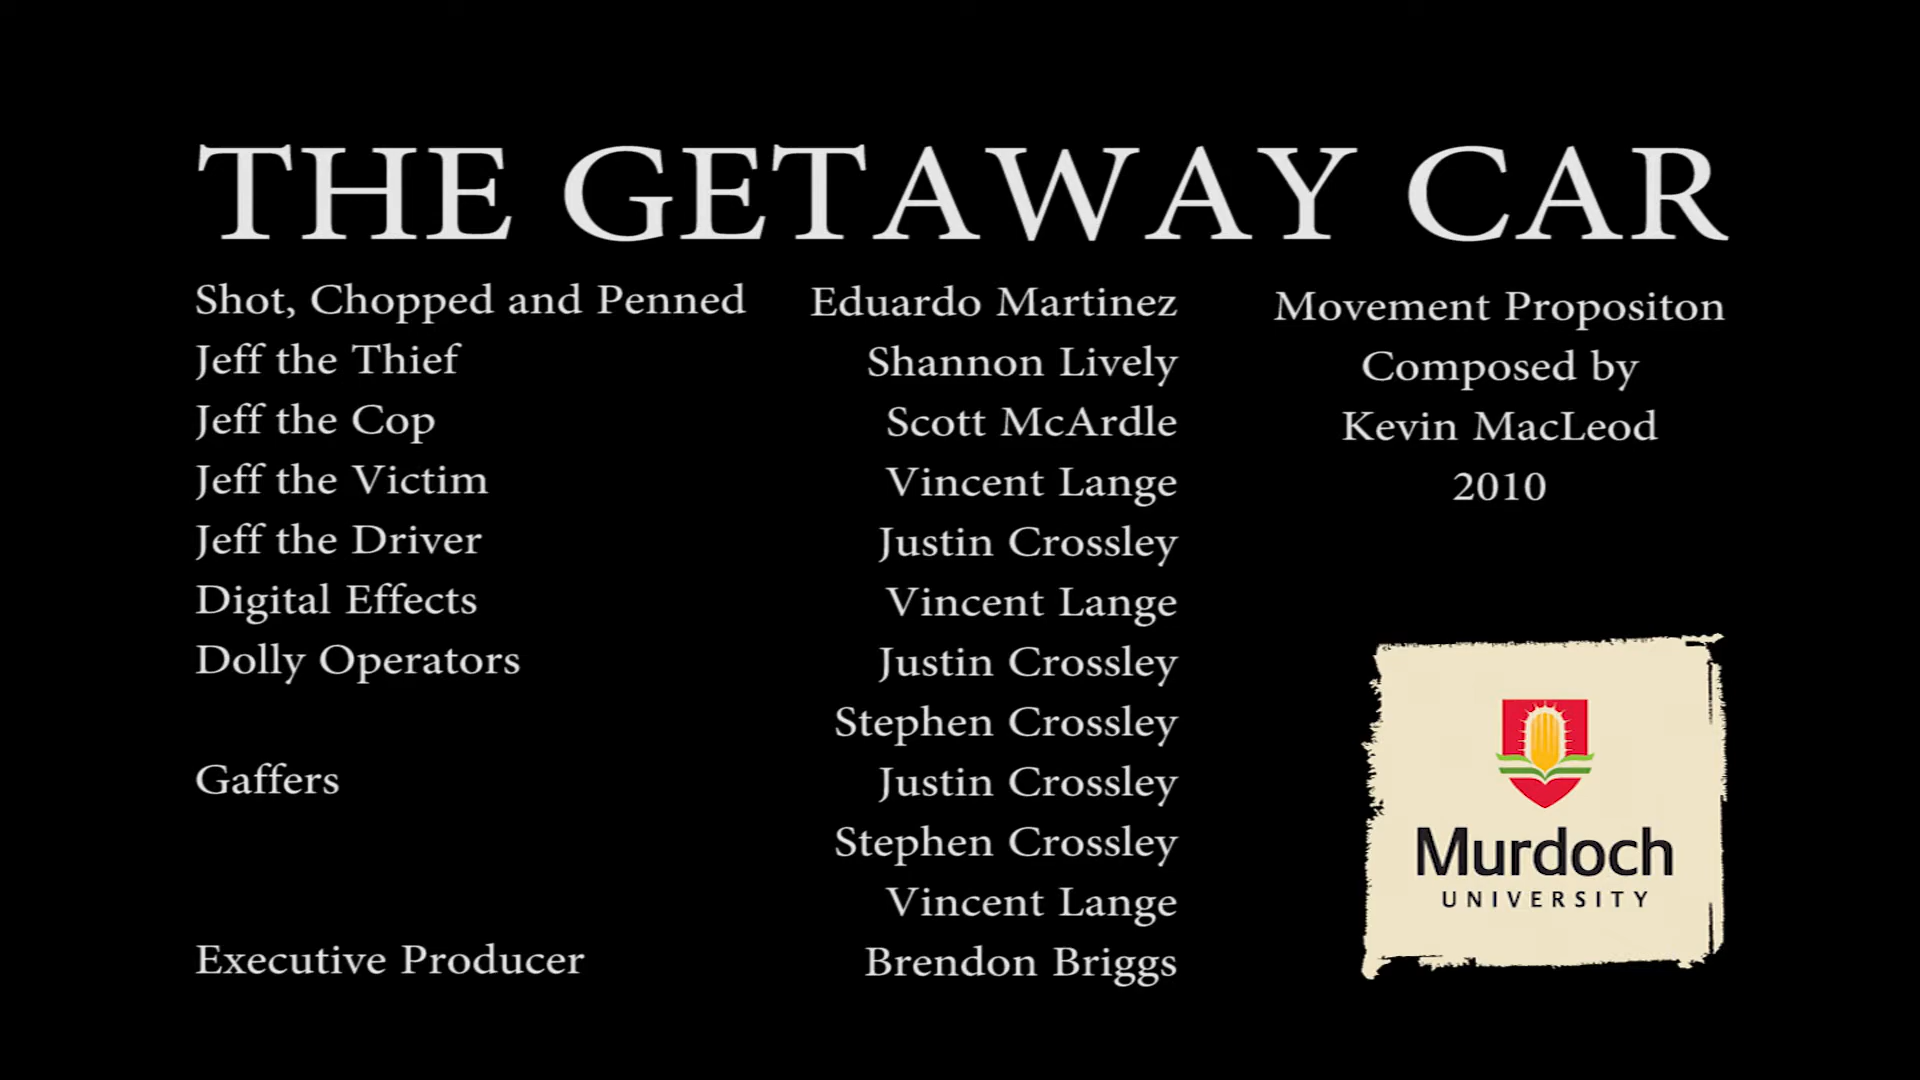 THE GETAWAY CAR
Shot, Chopped and Penned Eduardo Martinez
Jeff the Thief Shannon Lively
Jeff the Cop Scott McArdle
Jeff the Victim Vincent Lange
Jeff the Driver Justin Crossley
Digital Effects Vincent Lange
Dolly Operators Justin Crossley
Stephen Crossley
Gaffers Justin Crossley
Stephen Crossley
Vincent Lange
Executive Producer Brendon Briggs
Movement Propositon
Composed by
Kevin MacLeod
2010
Murdoch
UNIVERSITY